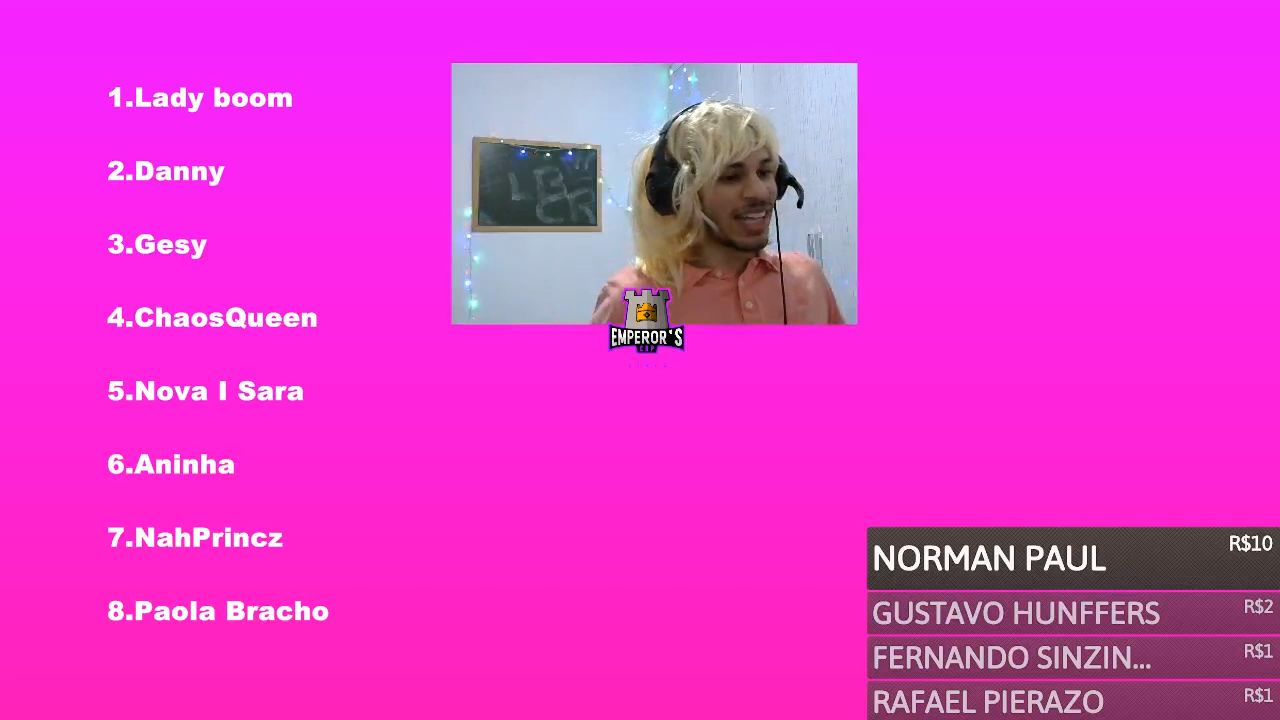 1.Lady boom
2.Danny
3.Gesy
4.ChaosQueen
5.Nova I Sara
6.Aninha
7.NahPrincz
8.Paola Bracho
EMPEROR'S
CUP
NORMAN PAUL R$10
GUSTAVO HUNFFERS R$2
FERNANDO SINZIN... R$1
RAFAEL PIERAZO R$1